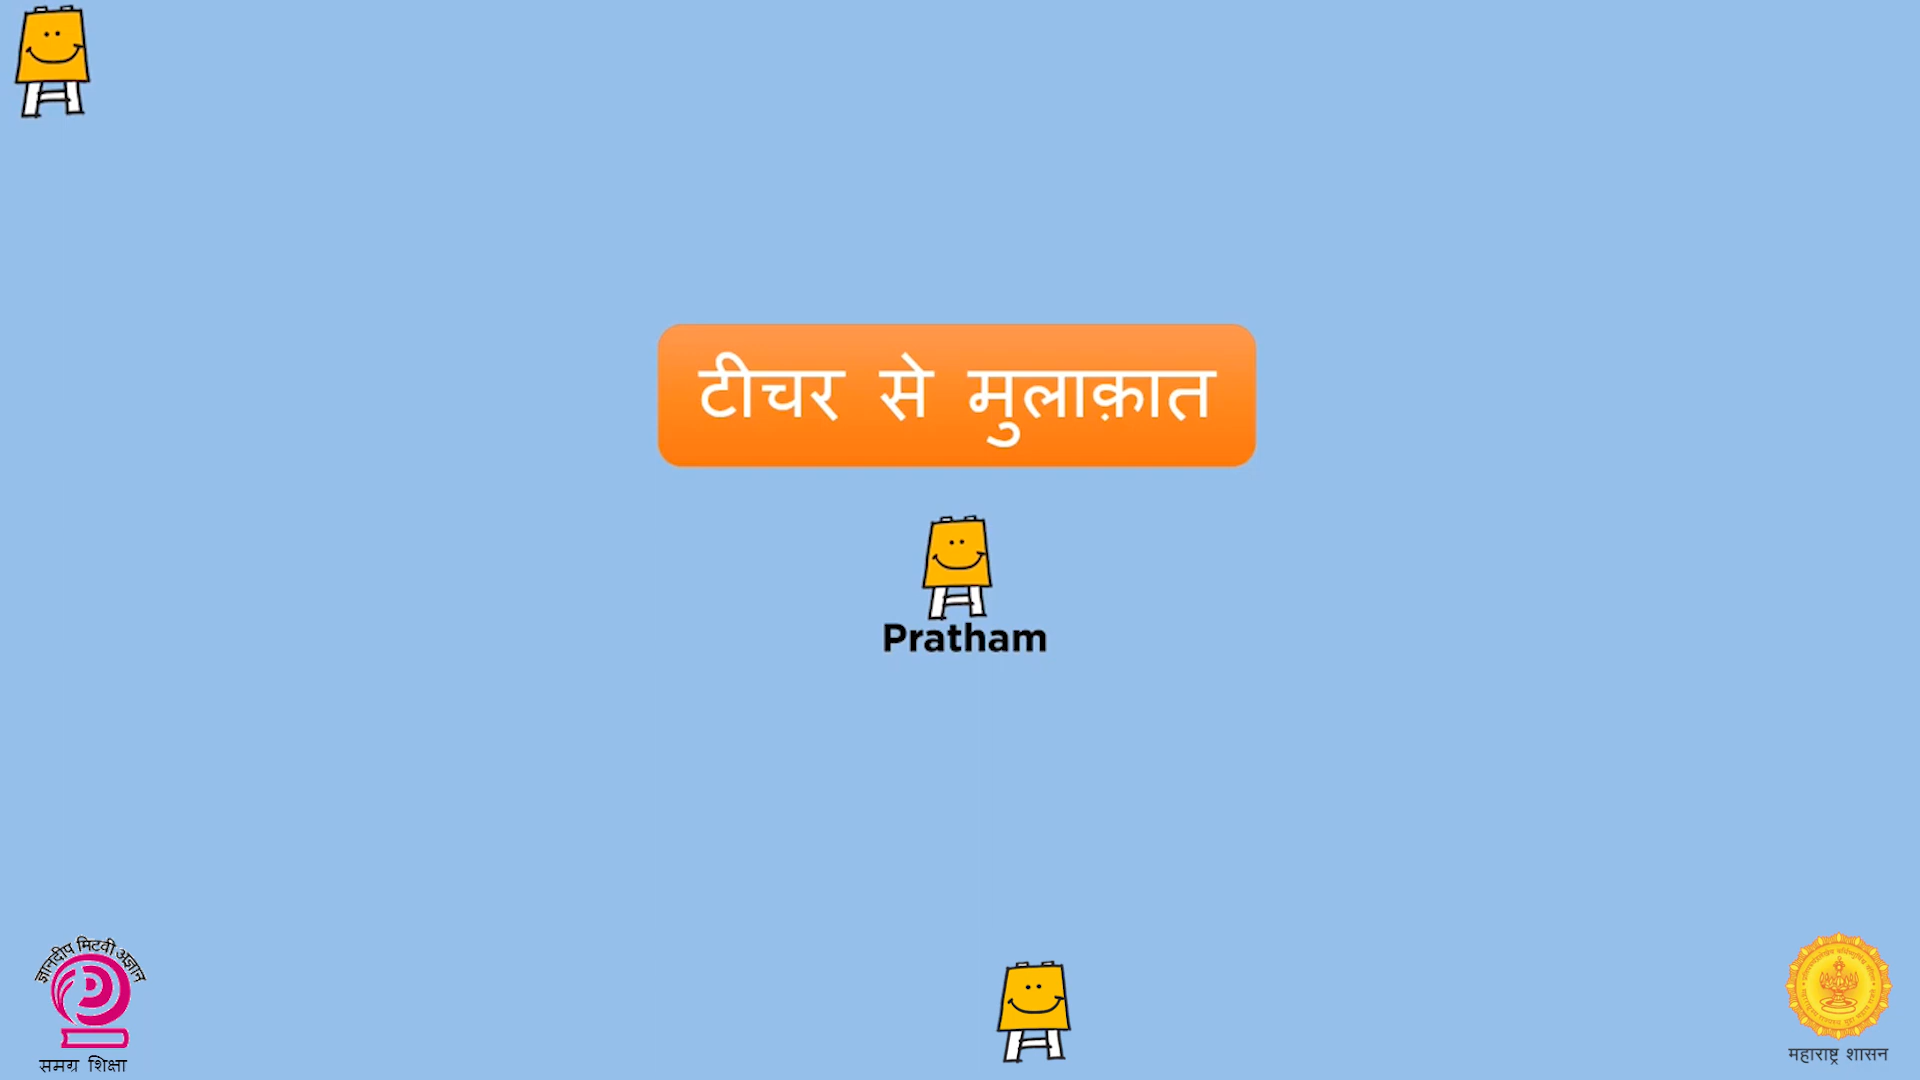 टीचर से मुलाक़ात
Pratham
ज्ञानदीप मिटवी अज्ञान
समग्र शिक्षा
महाराष्ट्र शासन